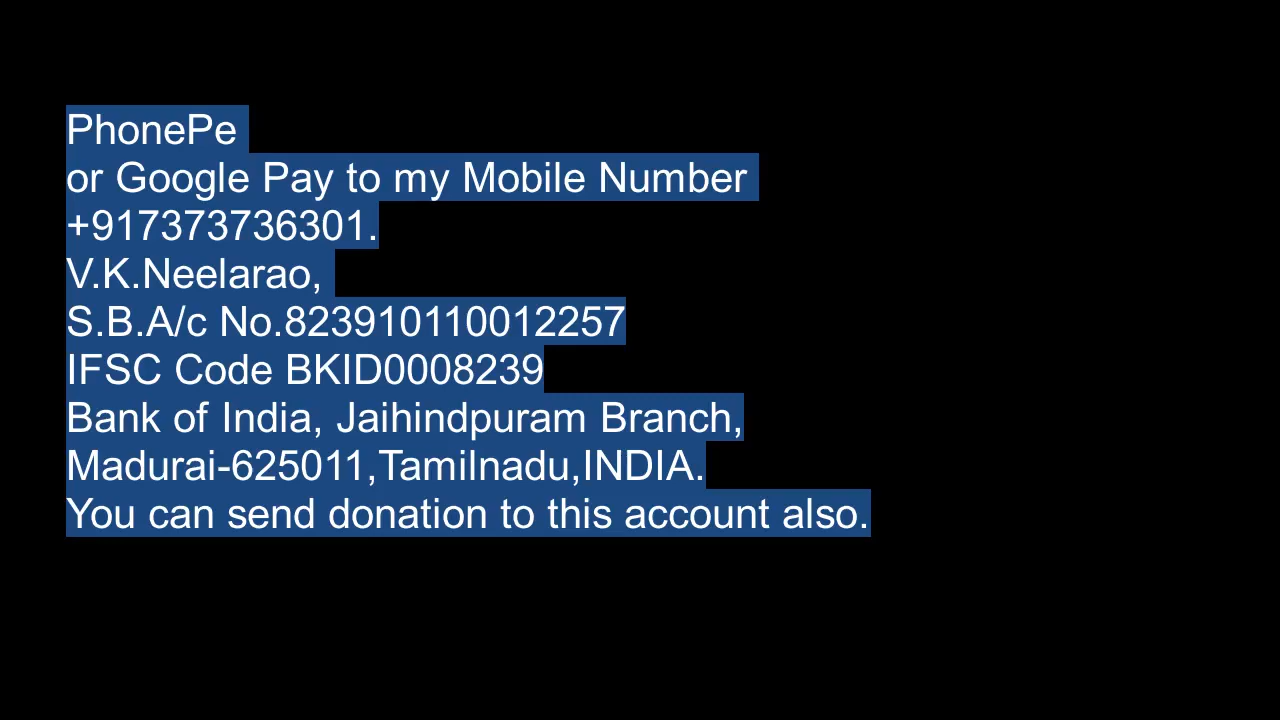 PhonePe
or Google Pay to my Mobile Number
+917373736301.
V.K.Neelarao,
S.B.A/c No.823910110012257
IFSC Code BKID0008239
Bank of India, Jaihindpuram Branch,
Madurai-625011,Tamilnadu,INDIA.
You can send donation to this account also.